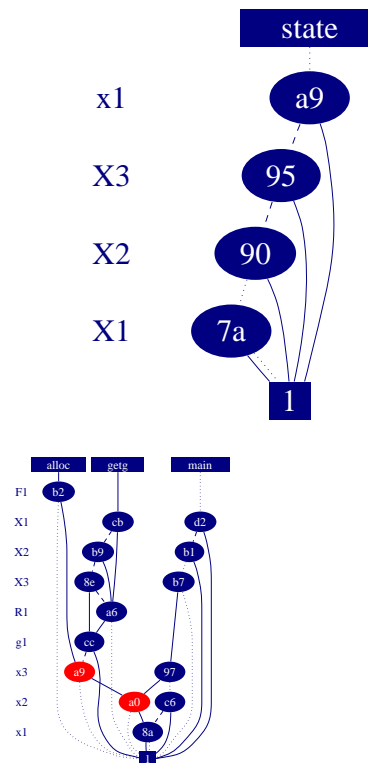 state
x1 a9
X3 95
X2 90
X1 7a
1
alloc getg main
F1 b2
X1 cb d2
X2 b9 b1
X3 8e b7
R1 a6
g1 cc
x3 a9 97
x2 a0 c6
x1 8a
1